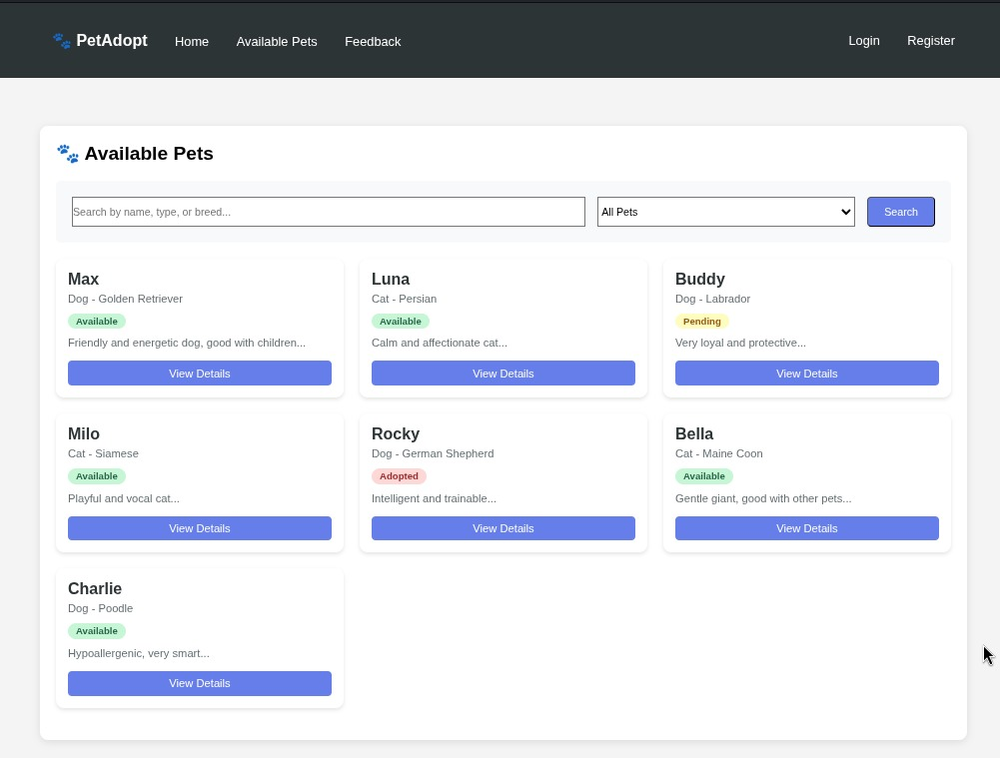 🐾 PetAdopt Home Available Pets Feedback Login Register
🐾 Available Pets
Search by name, type, or breed... All Pets Search
Max
Dog - Golden Retriever
Available
Friendly and energetic dog, good with children...
View Details
Luna
Cat - Persian
Available
Calm and affectionate cat...
View Details
Buddy
Dog - Labrador
Pending
Very loyal and protective...
View Details
Milo
Cat - Siamese
Available
Playful and vocal cat...
View Details
Rocky
Dog - German Shepherd
Adopted
Intelligent and trainable...
View Details
Bella
Cat - Maine Coon
Available
Gentle giant, good with other pets...
View Details
Charlie
Dog - Poodle
Available
Hypoallergenic, very smart...
View Details